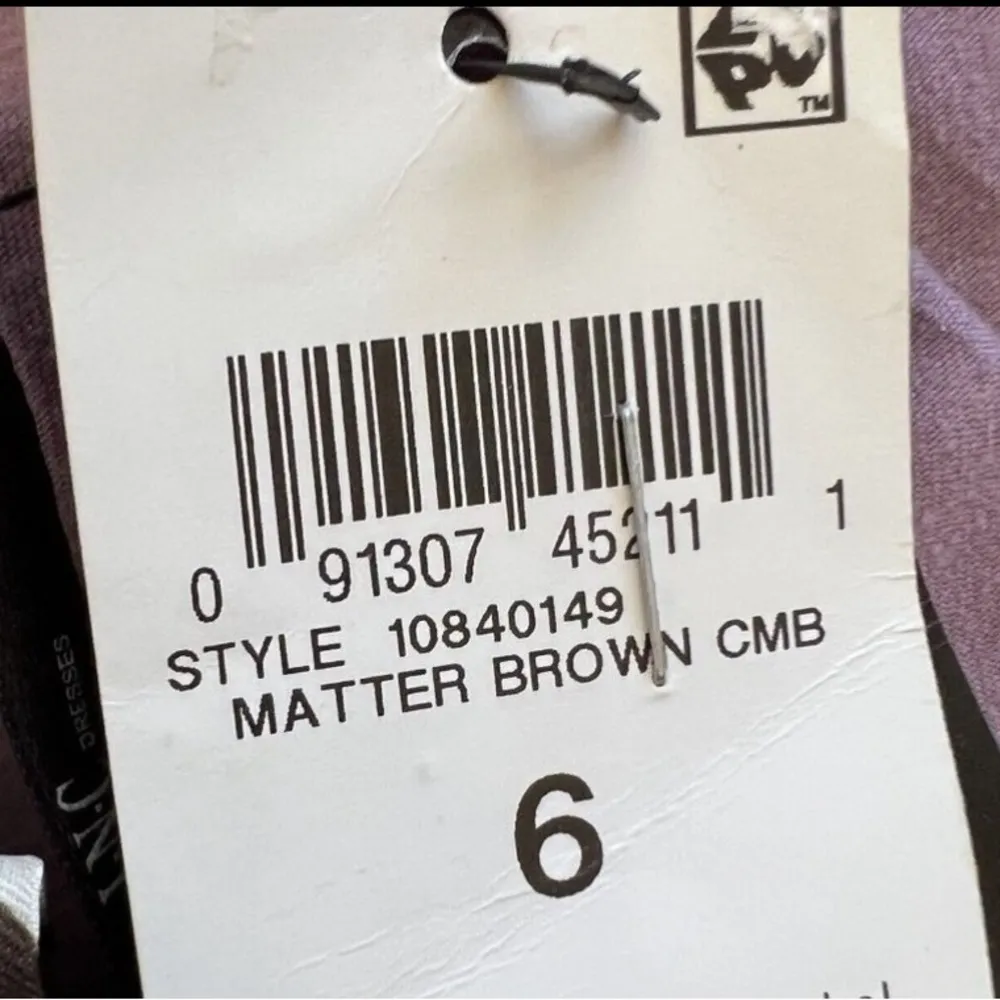 TM
0 91307 45211 1
STYLE 10840149
MATTER BROWN CMB
6
I·N·C
DRESSES